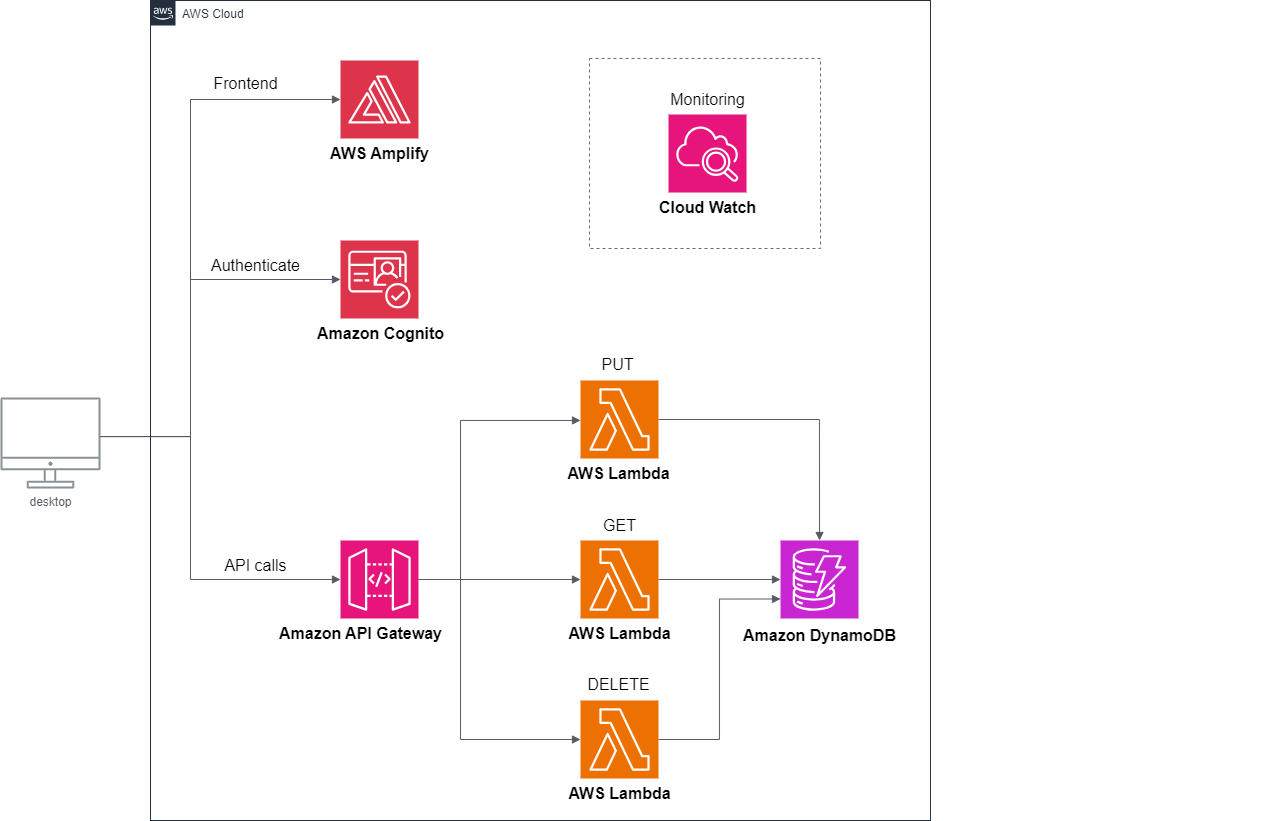 aws
AWS Cloud
Frontend
AWS Amplify
Monitoring
Cloud Watch
Authenticate
Amazon Cognito
desktop
PUT
AWS Lambda
API calls
</>
Amazon API Gateway
GET
AWS Lambda
Amazon DynamoDB
DELETE
AWS Lambda